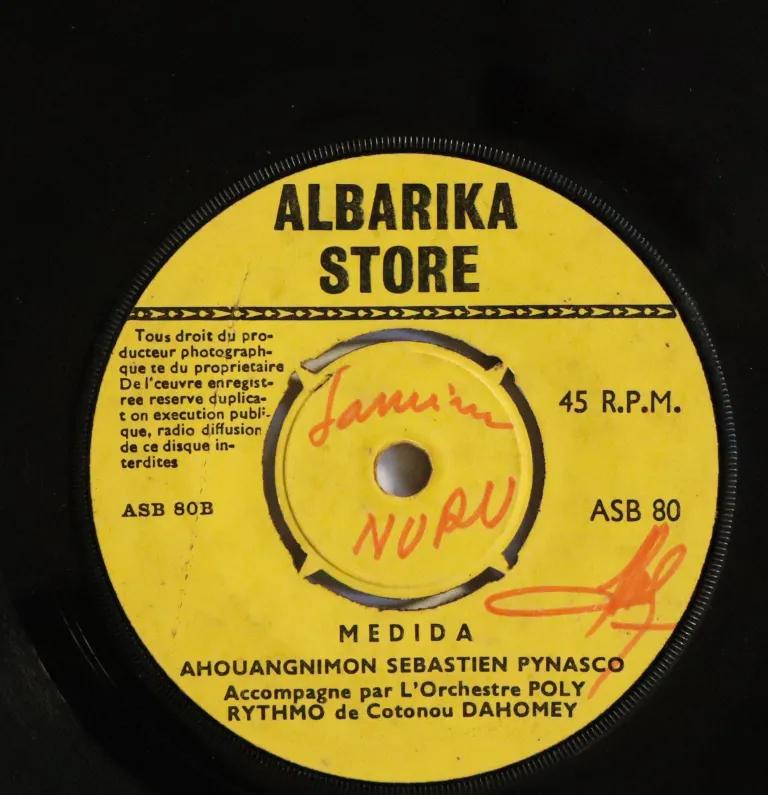 ALBARIKA
STORE
Tous droit du pro-
ducteur photograph-
que te du proprietaire
De l'œuvre enregist-
ree reserve duplica-
t on execution publi-
que, radio diffusion
de ce disque in-
terdites
45 R.P.M.
ASB 80B
ASB 80
NURU
MEDIDA
AHOUANGNIMON SEBASTIEN PYNASCO
Accompagne par L'Orchestre POLY
RYTHMO de Cotonou DAHOMEY